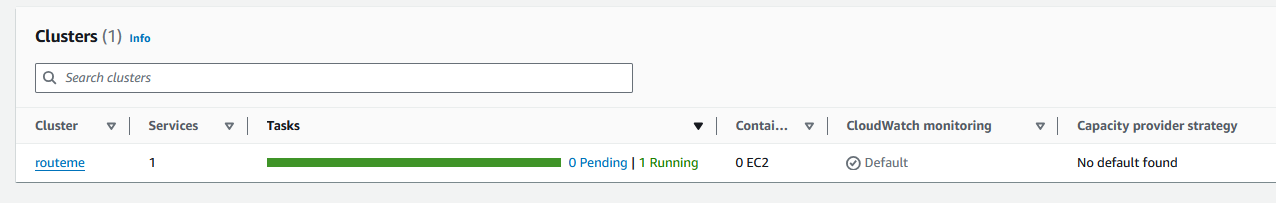 Clusters (1) Info
Search clusters
Cluster Services Tasks Contai... CloudWatch monitoring Capacity provider strategy
routeme 1 0 Pending | 1 Running 0 EC2 Default No default found